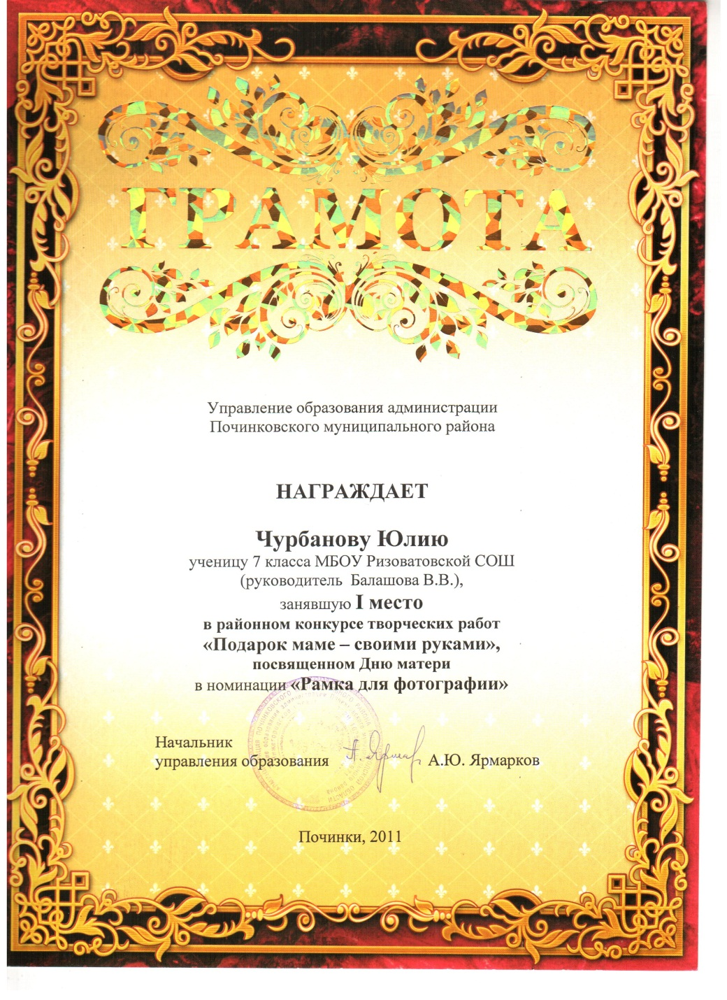 ГРАМОТА
Управление образования администрации
Починковского муниципального района
НАГРАЖДАЕТ
Чурбанову Юлию
ученицу 7 класса МБОУ Ризоватовской СОШ
(руководитель Балашова В.В.),
занявшую I место
в районном конкурсе творческих работ
«Подарок маме – своими руками»,
посвященном Дню матери
в номинации «Рамка для фотографии»
Начальник
управления образования А.Ю. Ярмарков
Починки, 2011